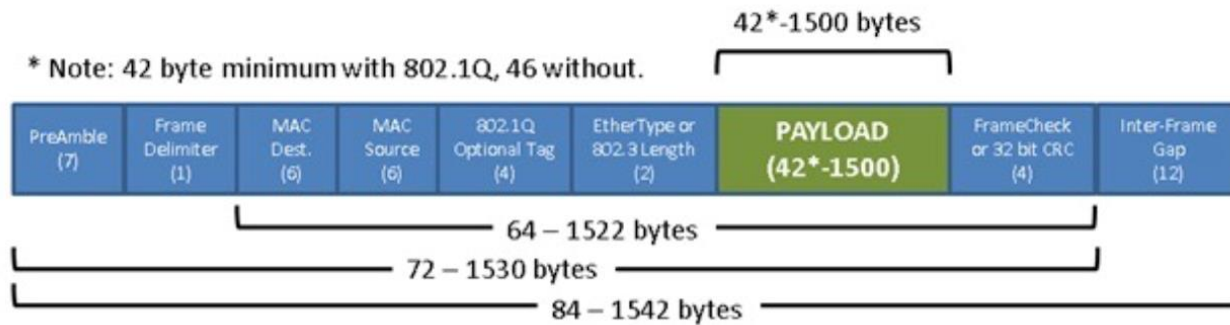 42*-1500 bytes
* Note: 42 byte minimum with 802.1Q, 46 without.
PreAmble
(7)
Frame
Delimiter
(1)
MAC
Dest.
(6)
MAC
Source
(6)
802.1Q
Optional Tag
(4)
EtherType or
802.3 Length
(2)
PAYLOAD
(42*-1500)
FrameCheck
or 32 bit CRC
(4)
Inter-Frame
Gap
(12)
64 – 1522 bytes
72 – 1530 bytes
84 – 1542 bytes